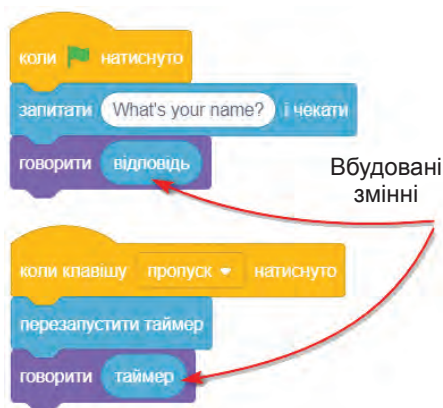 коли натиснуто
запитати What's your name? і чекати
говорити відповідь
Вбудовані
змінні
коли клавішу пропуск натиснуто
перезапустити таймер
говорити таймер